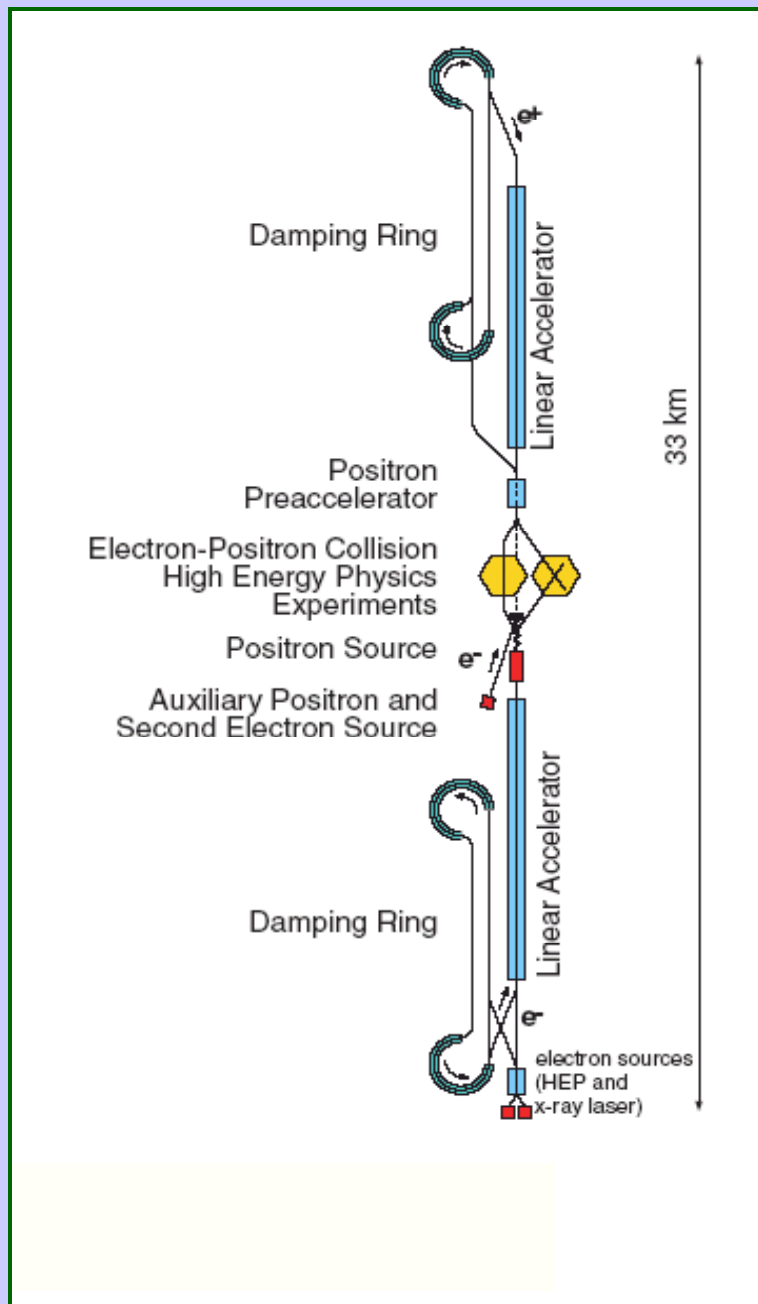 e+
Damping Ring
Linear Accelerator
33 km
Positron
Preaccelerator
Electron-Positron Collision
High Energy Physics
Experiments
Positron Source
e-
Auxiliary Positron and
Second Electron Source
Linear Accelerator
Damping Ring
e-
electron sources
(HEP and
x-ray laser)